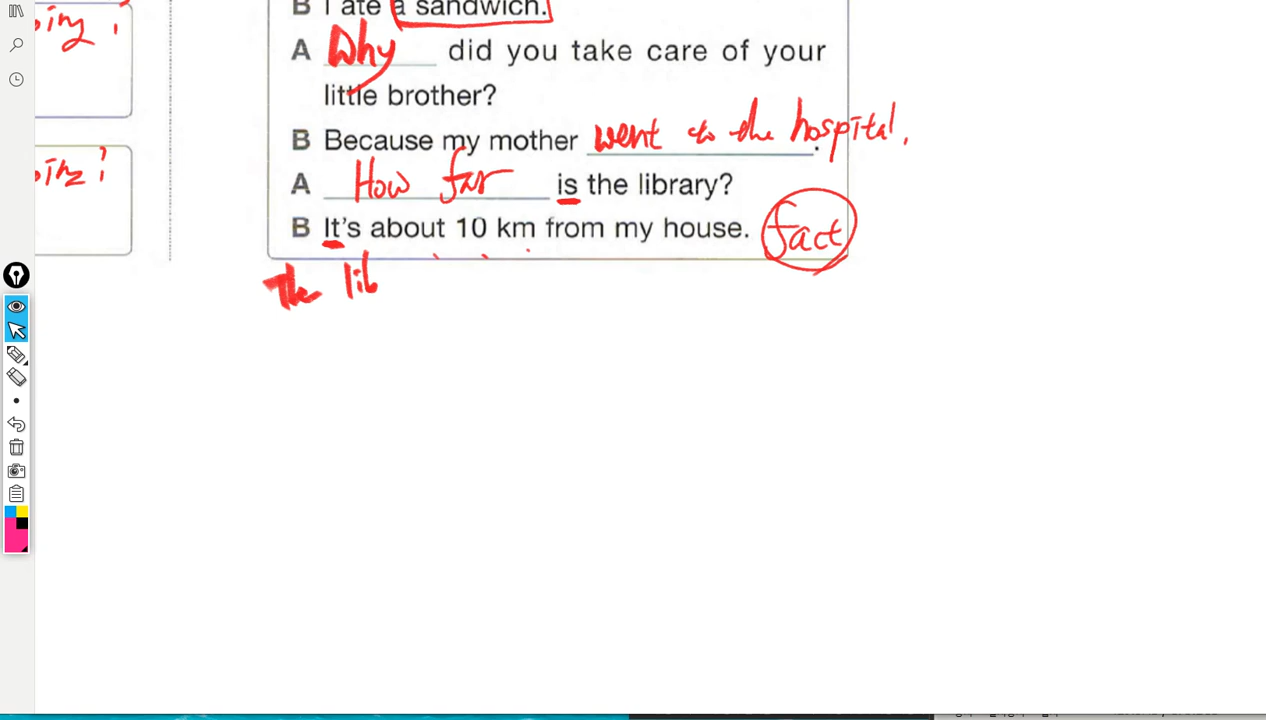 B I ate a sandwich.
A Why did you take care of your
little brother?
B Because my mother went to the hospital.
A How far is the library?
B It's about 10 km from my house. fact
The lib